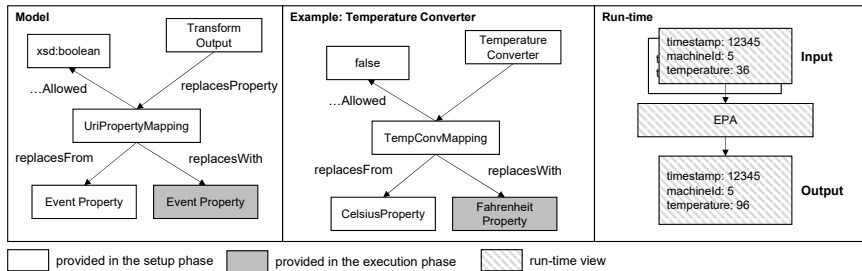 Model
Transform
Output
xsd:boolean
…Allowed
replacesProperty
UriPropertyMapping
replacesFrom
replacesWith
Event Property
Event Property
Example: Temperature Converter
Temperature
Converter
false
…Allowed
TempConvMapping
replacesFrom
replacesWith
CelsiusProperty
Fahrenheit
Property
Run-time
timestamp: 12345
machineId: 5
temperature: 36
t
t
Input
EPA
timestamp: 12345
machineId: 5
temperature: 96
Output
provided in the setup phase
provided in the execution phase
run-time view